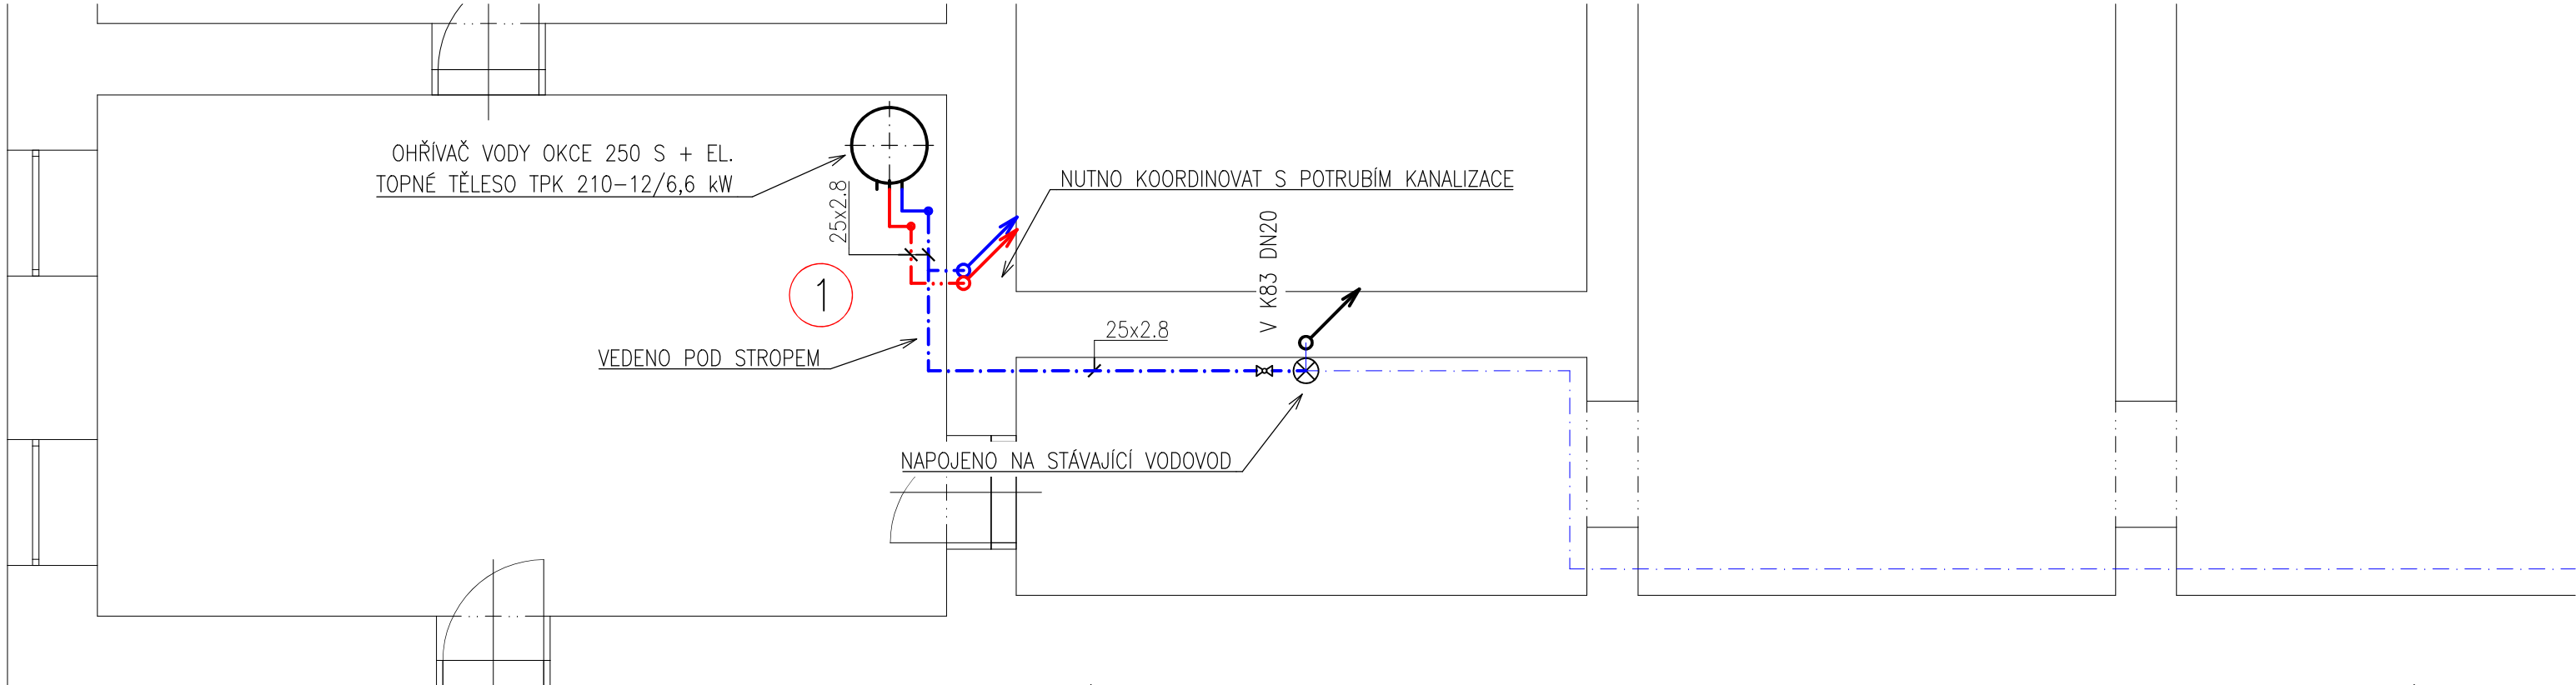 OHŘÍVAČ VODY OKCE 250 S + EL.
TOPNÉ TĚLESO TPK 210-12/6,6 kW
25x2.8
NUTNO KOORDINOVAT S POTRUBÍM KANALIZACE
V K83 DN20
1
25x2.8
VEDENO POD STROPEM
NAPOJENO NA STÁVAJÍCÍ VODOVOD